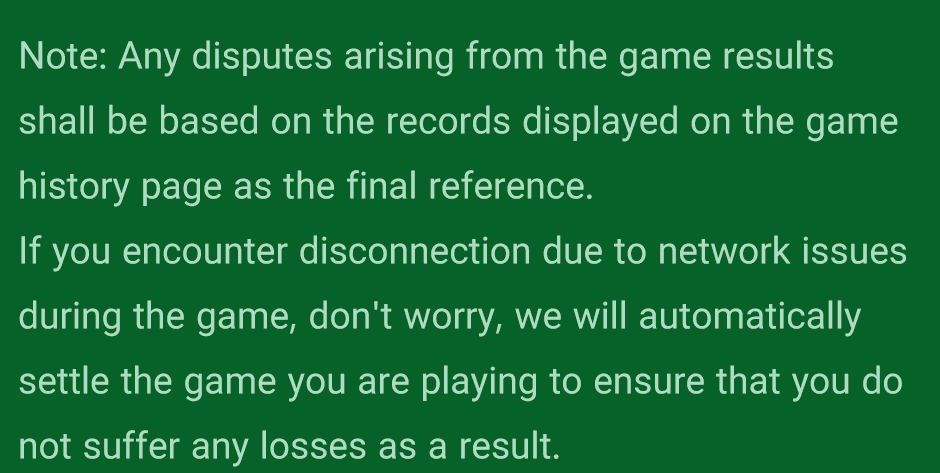 Note: Any disputes arising from the game results
shall be based on the records displayed on the game
history page as the final reference.
If you encounter disconnection due to network issues
during the game, don't worry, we will automatically
settle the game you are playing to ensure that you do
not suffer any losses as a result.